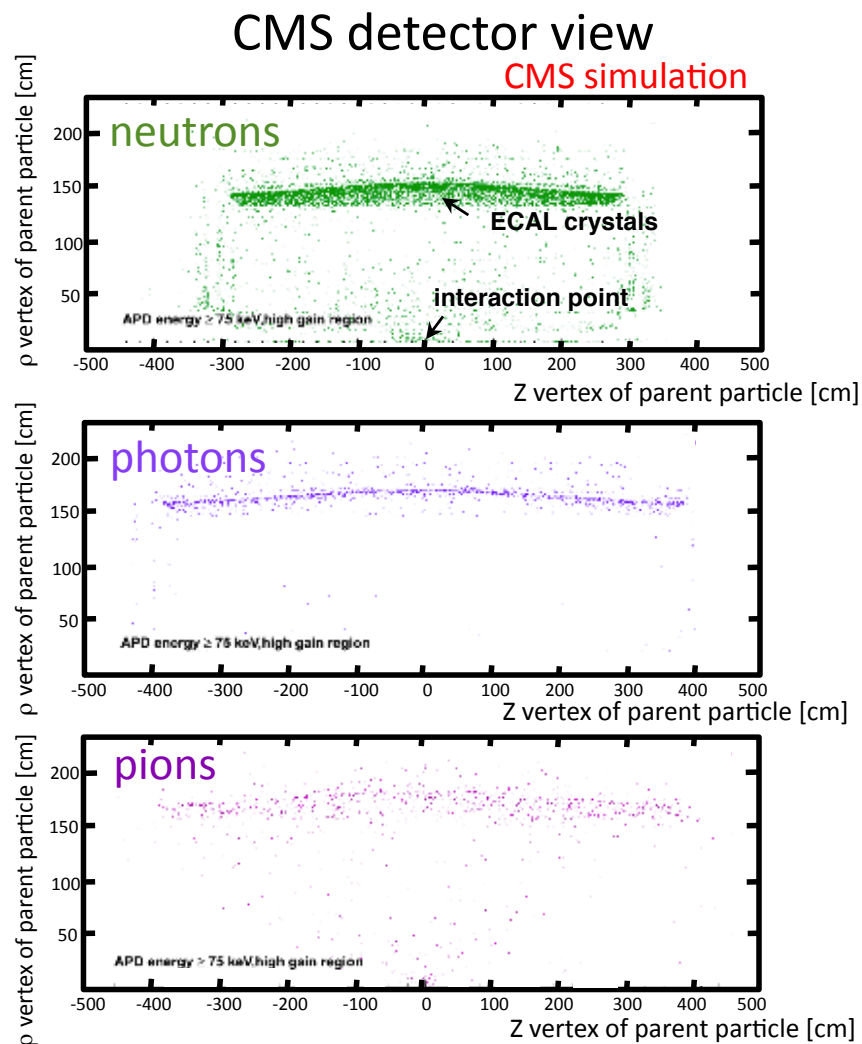 CMS detector view
CMS simulation
ρ vertex of parent particle [cm]
neutrons
200
150
100
50
ECAL crystals
interaction point
APD energy ≥ 75 keV,high gain region
-500 -400 -300 -200 -100 0 100 200 300 400 500
Z vertex of parent particle [cm]
ρ vertex of parent particle [cm]
photons
200
150
100
50
APD energy ≥ 75 keV,high gain region
-500 -400 -300 -200 -100 0 100 200 300 400 500
Z vertex of parent particle [cm]
ρ vertex of parent particle [cm]
pions
200
150
100
50
APD energy ≥ 75 keV,high gain region
-500 -400 -300 -200 -100 0 100 200 300 400 500
Z vertex of parent particle [cm]